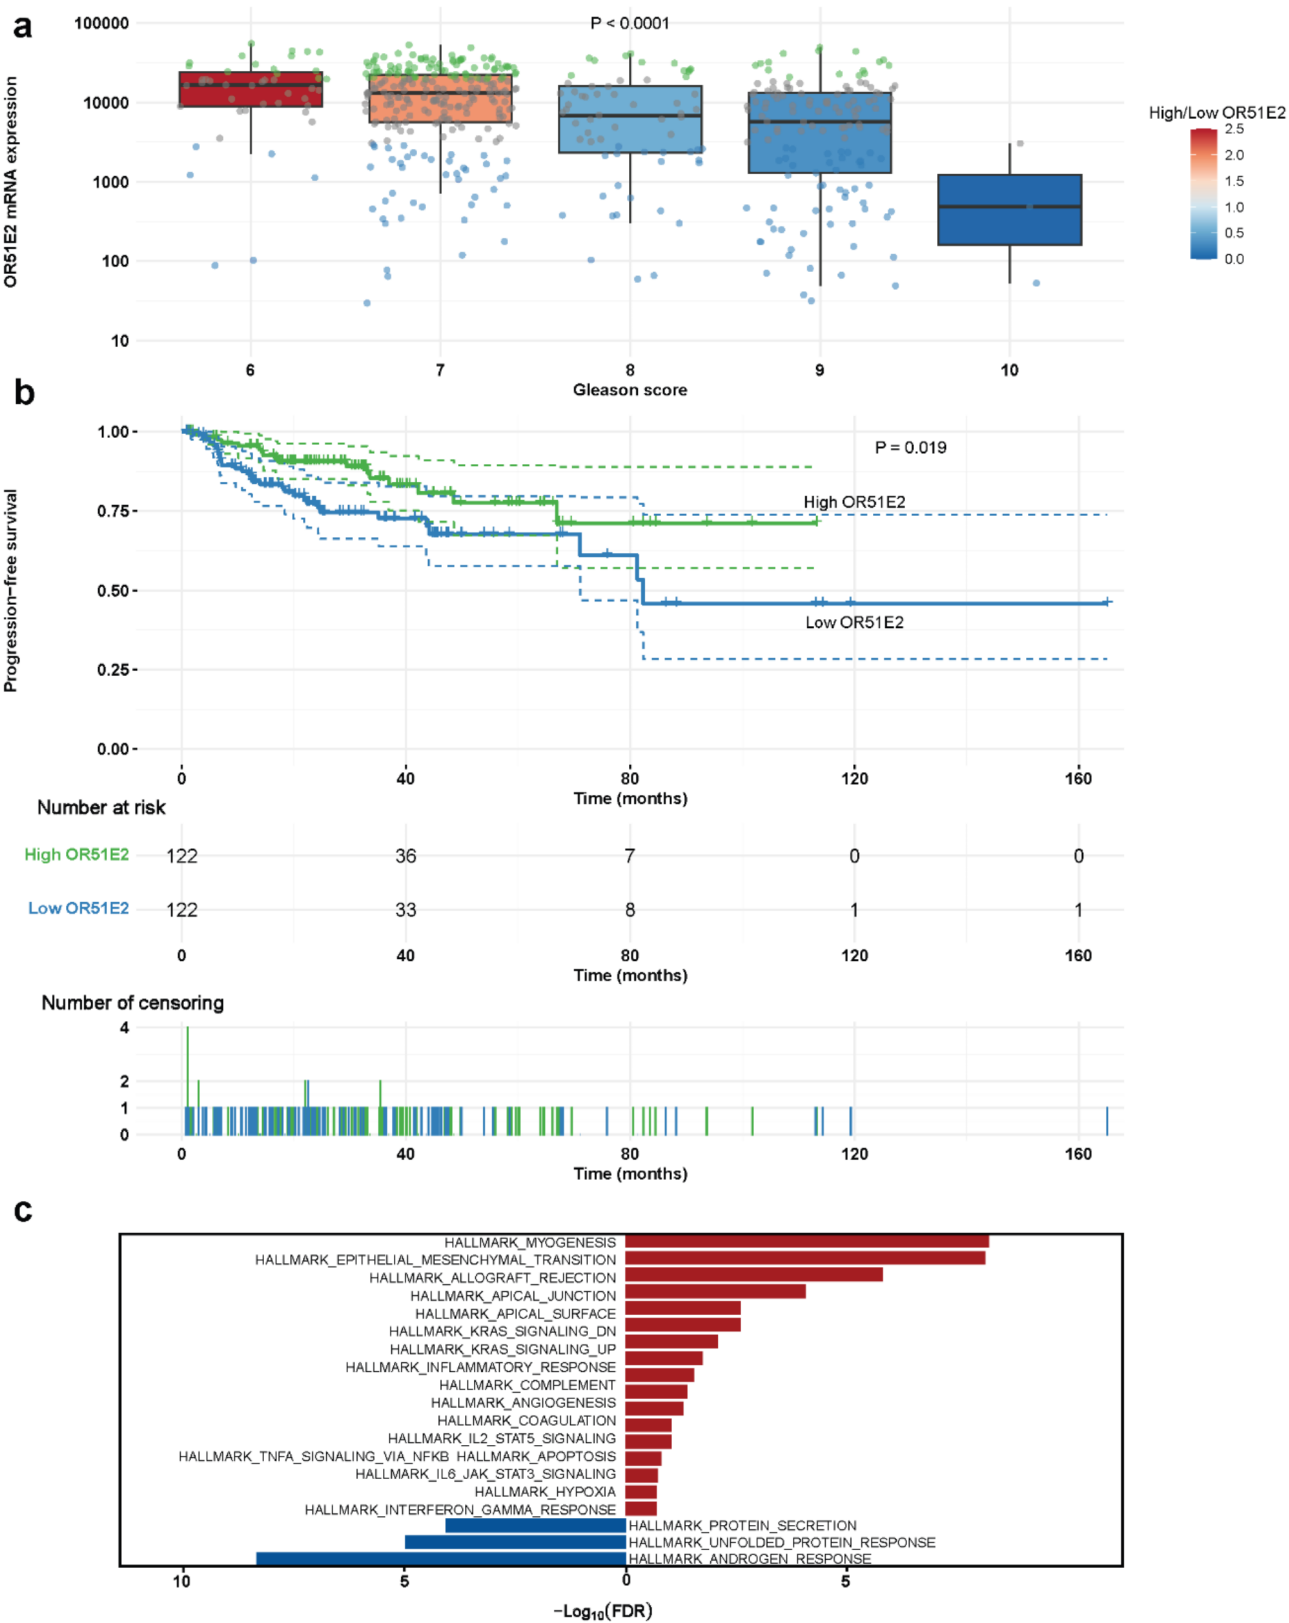 a
P < 0.0001
OR51E2 mRNA expression
100000
10000
1000
100
10
6 7 8 9 10
Gleason score
High/Low OR51E2
2.5
2.0
1.5
1.0
0.5
0.0
b
Progression-free survival
1.00
0.75
0.50
0.25
0.00
P = 0.019
High OR51E2
Low OR51E2
0 40 80 120 160
Time (months)
Number at risk
High OR51E2 122 36 7 0 0
Low OR51E2 122 33 8 1 1
0 40 80 120 160
Time (months)
Number of censoring
4
2
1
0
0 40 80 120 160
Time (months)
c
HALLMARK_MYOGENESIS
HALLMARK_EPITHELIAL_MESENCHYMAL_TRANSITION
HALLMARK_ALLOGRAFT_REJECTION
HALLMARK_APICAL_JUNCTION
HALLMARK_APICAL_SURFACE
HALLMARK_KRAS_SIGNALING_DN
HALLMARK_KRAS_SIGNALING_UP
HALLMARK_INFLAMMATORY_RESPONSE
HALLMARK_COMPLEMENT
HALLMARK_ANGIOGENESIS
HALLMARK_COAGULATION
HALLMARK_IL2_STAT5_SIGNALING
HALLMARK_TNFA_SIGNALING_VIA_NFKB HALLMARK_APOPTOSIS
HALLMARK_IL6_JAK_STAT3_SIGNALING
HALLMARK_HYPOXIA
HALLMARK_INTERFERON_GAMMA_RESPONSE
HALLMARK_PROTEIN_SECRETION
HALLMARK_UNFOLDED_PROTEIN_RESPONSE
HALLMARK_ANDROGEN_RESPONSE
10 5 0 5
−Log₁₀(FDR)